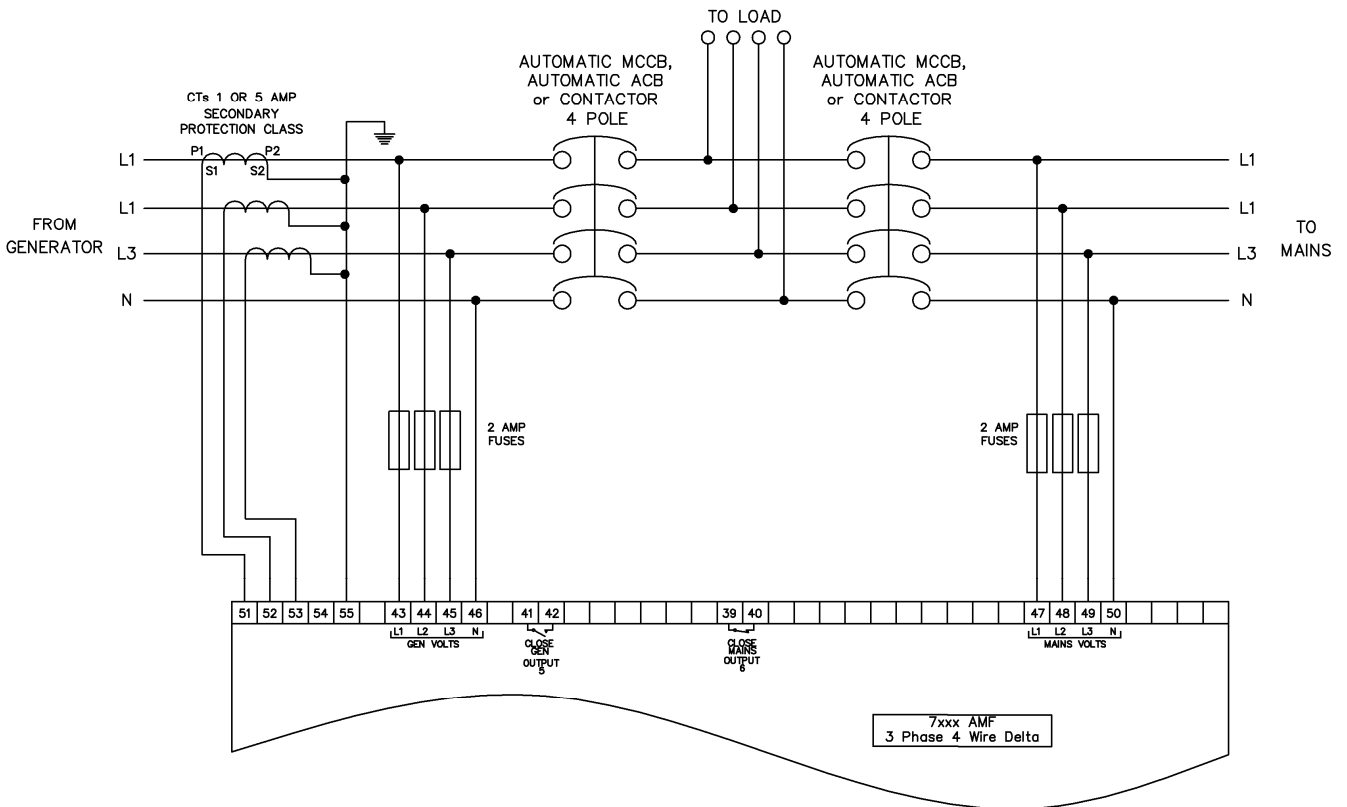 TO LOAD
AUTOMATIC MCCB,
AUTOMATIC ACB
or CONTACTOR
4 POLE
AUTOMATIC MCCB,
AUTOMATIC ACB
or CONTACTOR
4 POLE
CTs 1 OR 5 AMP
SECONDARY
PROTECTION CLASS
P1 P2
S1 S2
L1
L1
L3
N
FROM
GENERATOR
L1
L1
L3
N
TO
MAINS
2 AMP
FUSES
2 AMP
FUSES
51 52 53 54 55 43 44 45 46 41 42 39 40 47 48 49 50
L1 L2 L3 N
GEN VOLTS
CLOSE
GEN
OUTPUT
5
CLOSE
MAINS
OUTPUT
6
L1 L2 L3 N
MAINS VOLTS
7xxx AMF
3 Phase 4 Wire Delta